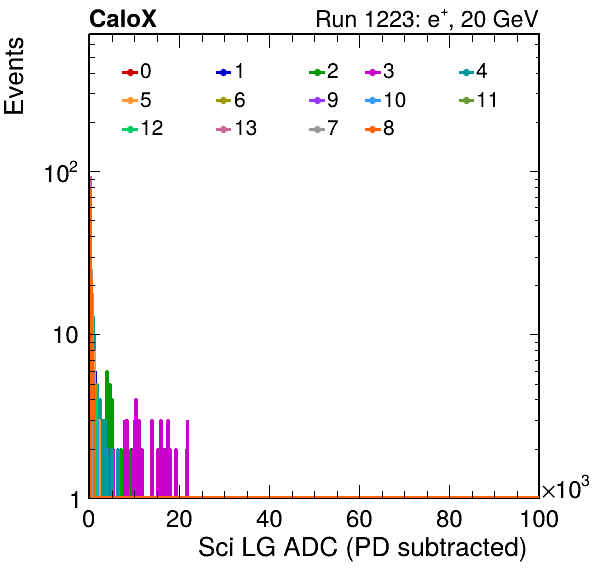 CaloX Run 1223: e⁺, 20 GeV
Events
0 1 2 3 4
5 6 9 10 11
12 13 7 8
10²
10
1
0 20 40 60 80 100 ×10³
Sci LG ADC (PD subtracted)